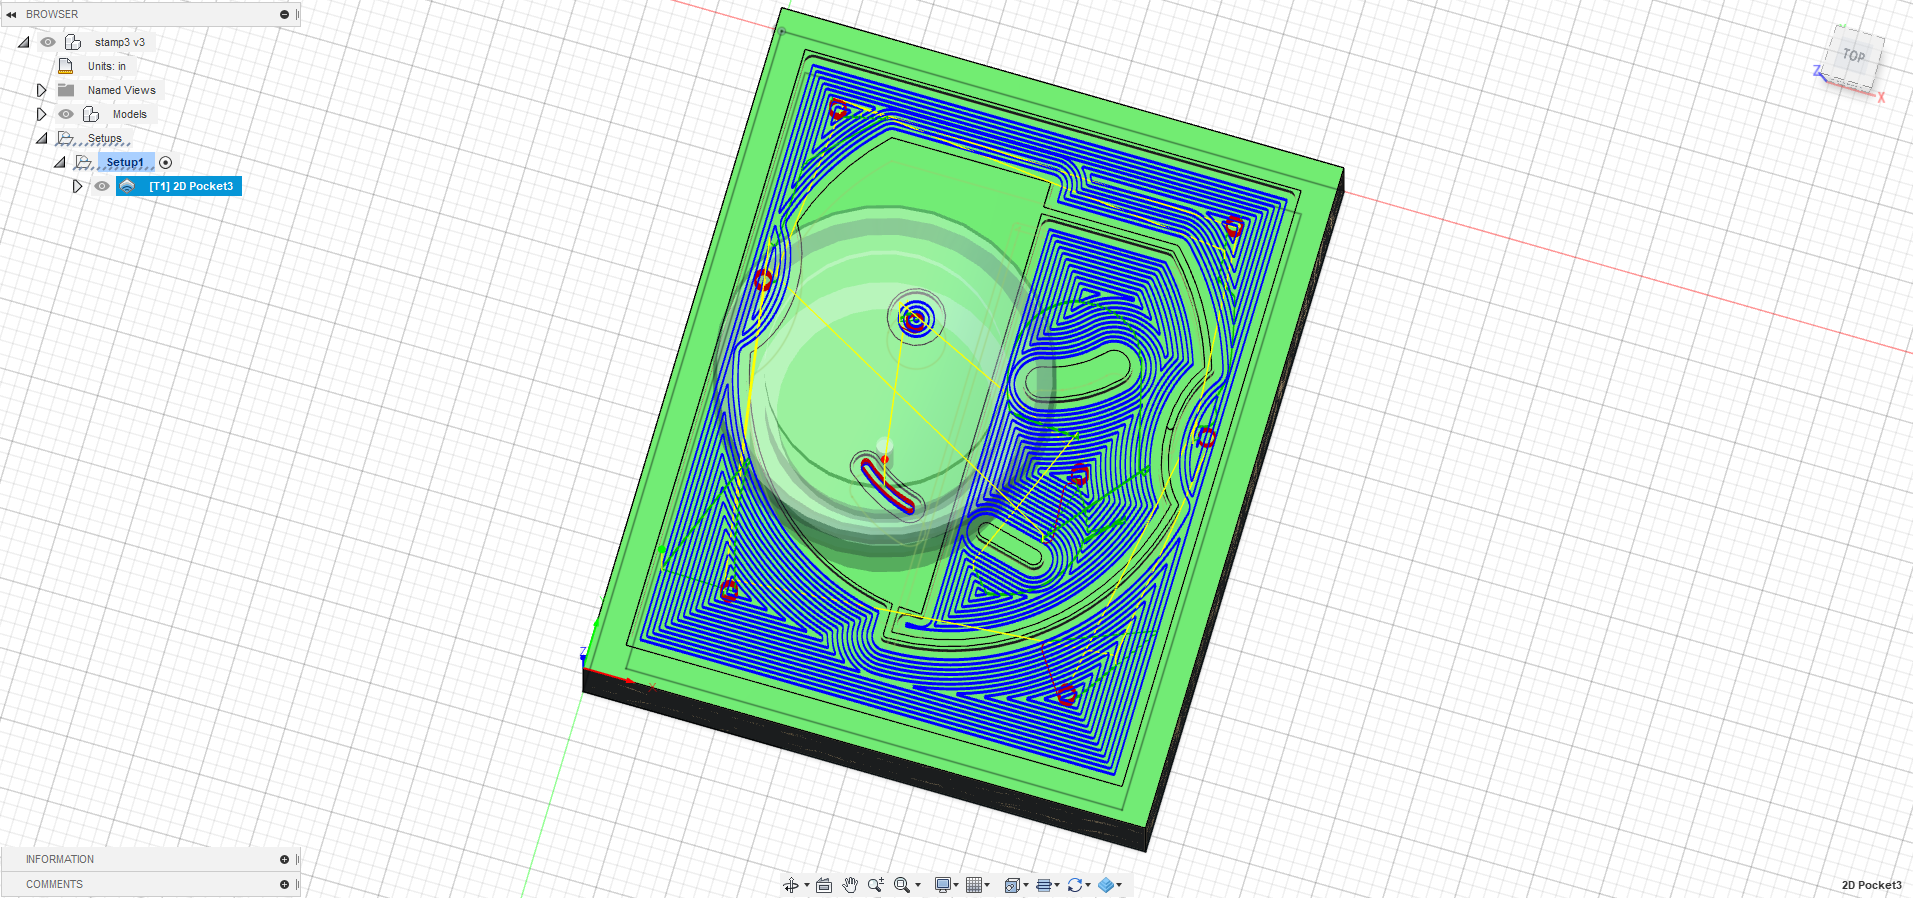 BROWSER
stamp3 v3
Units: in
Named Views
Models
Setups
Setup1
[T1] 2D Pocket3
TOP
Z
X
Z
X
INFORMATION
COMMENTS
2D Pocket3